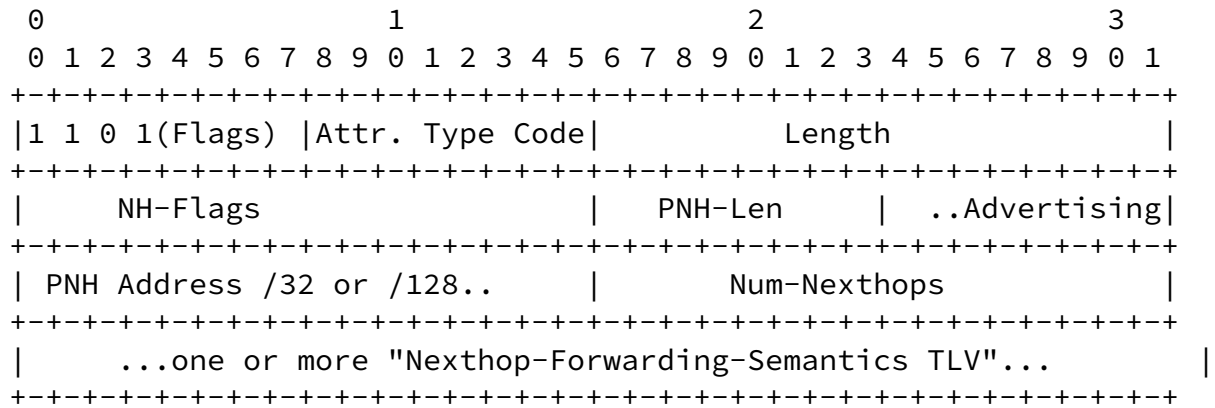 0                   1                   2                   3
 0 1 2 3 4 5 6 7 8 9 0 1 2 3 4 5 6 7 8 9 0 1 2 3 4 5 6 7 8 9 0 1
+-+-+-+-+-+-+-+-+-+-+-+-+-+-+-+-+-+-+-+-+-+-+-+-+-+-+-+-+-+-+-+-+
|1 1 0 1(Flags) |Attr. Type Code|          Length               |
+-+-+-+-+-+-+-+-+-+-+-+-+-+-+-+-+-+-+-+-+-+-+-+-+-+-+-+-+-+-+-+-+
|     NH-Flags                  |   PNH-Len     |  ..Advertising|
+-+-+-+-+-+-+-+-+-+-+-+-+-+-+-+-+-+-+-+-+-+-+-+-+-+-+-+-+-+-+-+-+
| PNH Address /32 or /128..     |       Num-Nexthops            |
+-+-+-+-+-+-+-+-+-+-+-+-+-+-+-+-+-+-+-+-+-+-+-+-+-+-+-+-+-+-+-+-+
|     ...one or more "Nexthop-Forwarding-Semantics TLV"...        |
+-+-+-+-+-+-+-+-+-+-+-+-+-+-+-+-+-+-+-+-+-+-+-+-+-+-+-+-+-+-+-+-+